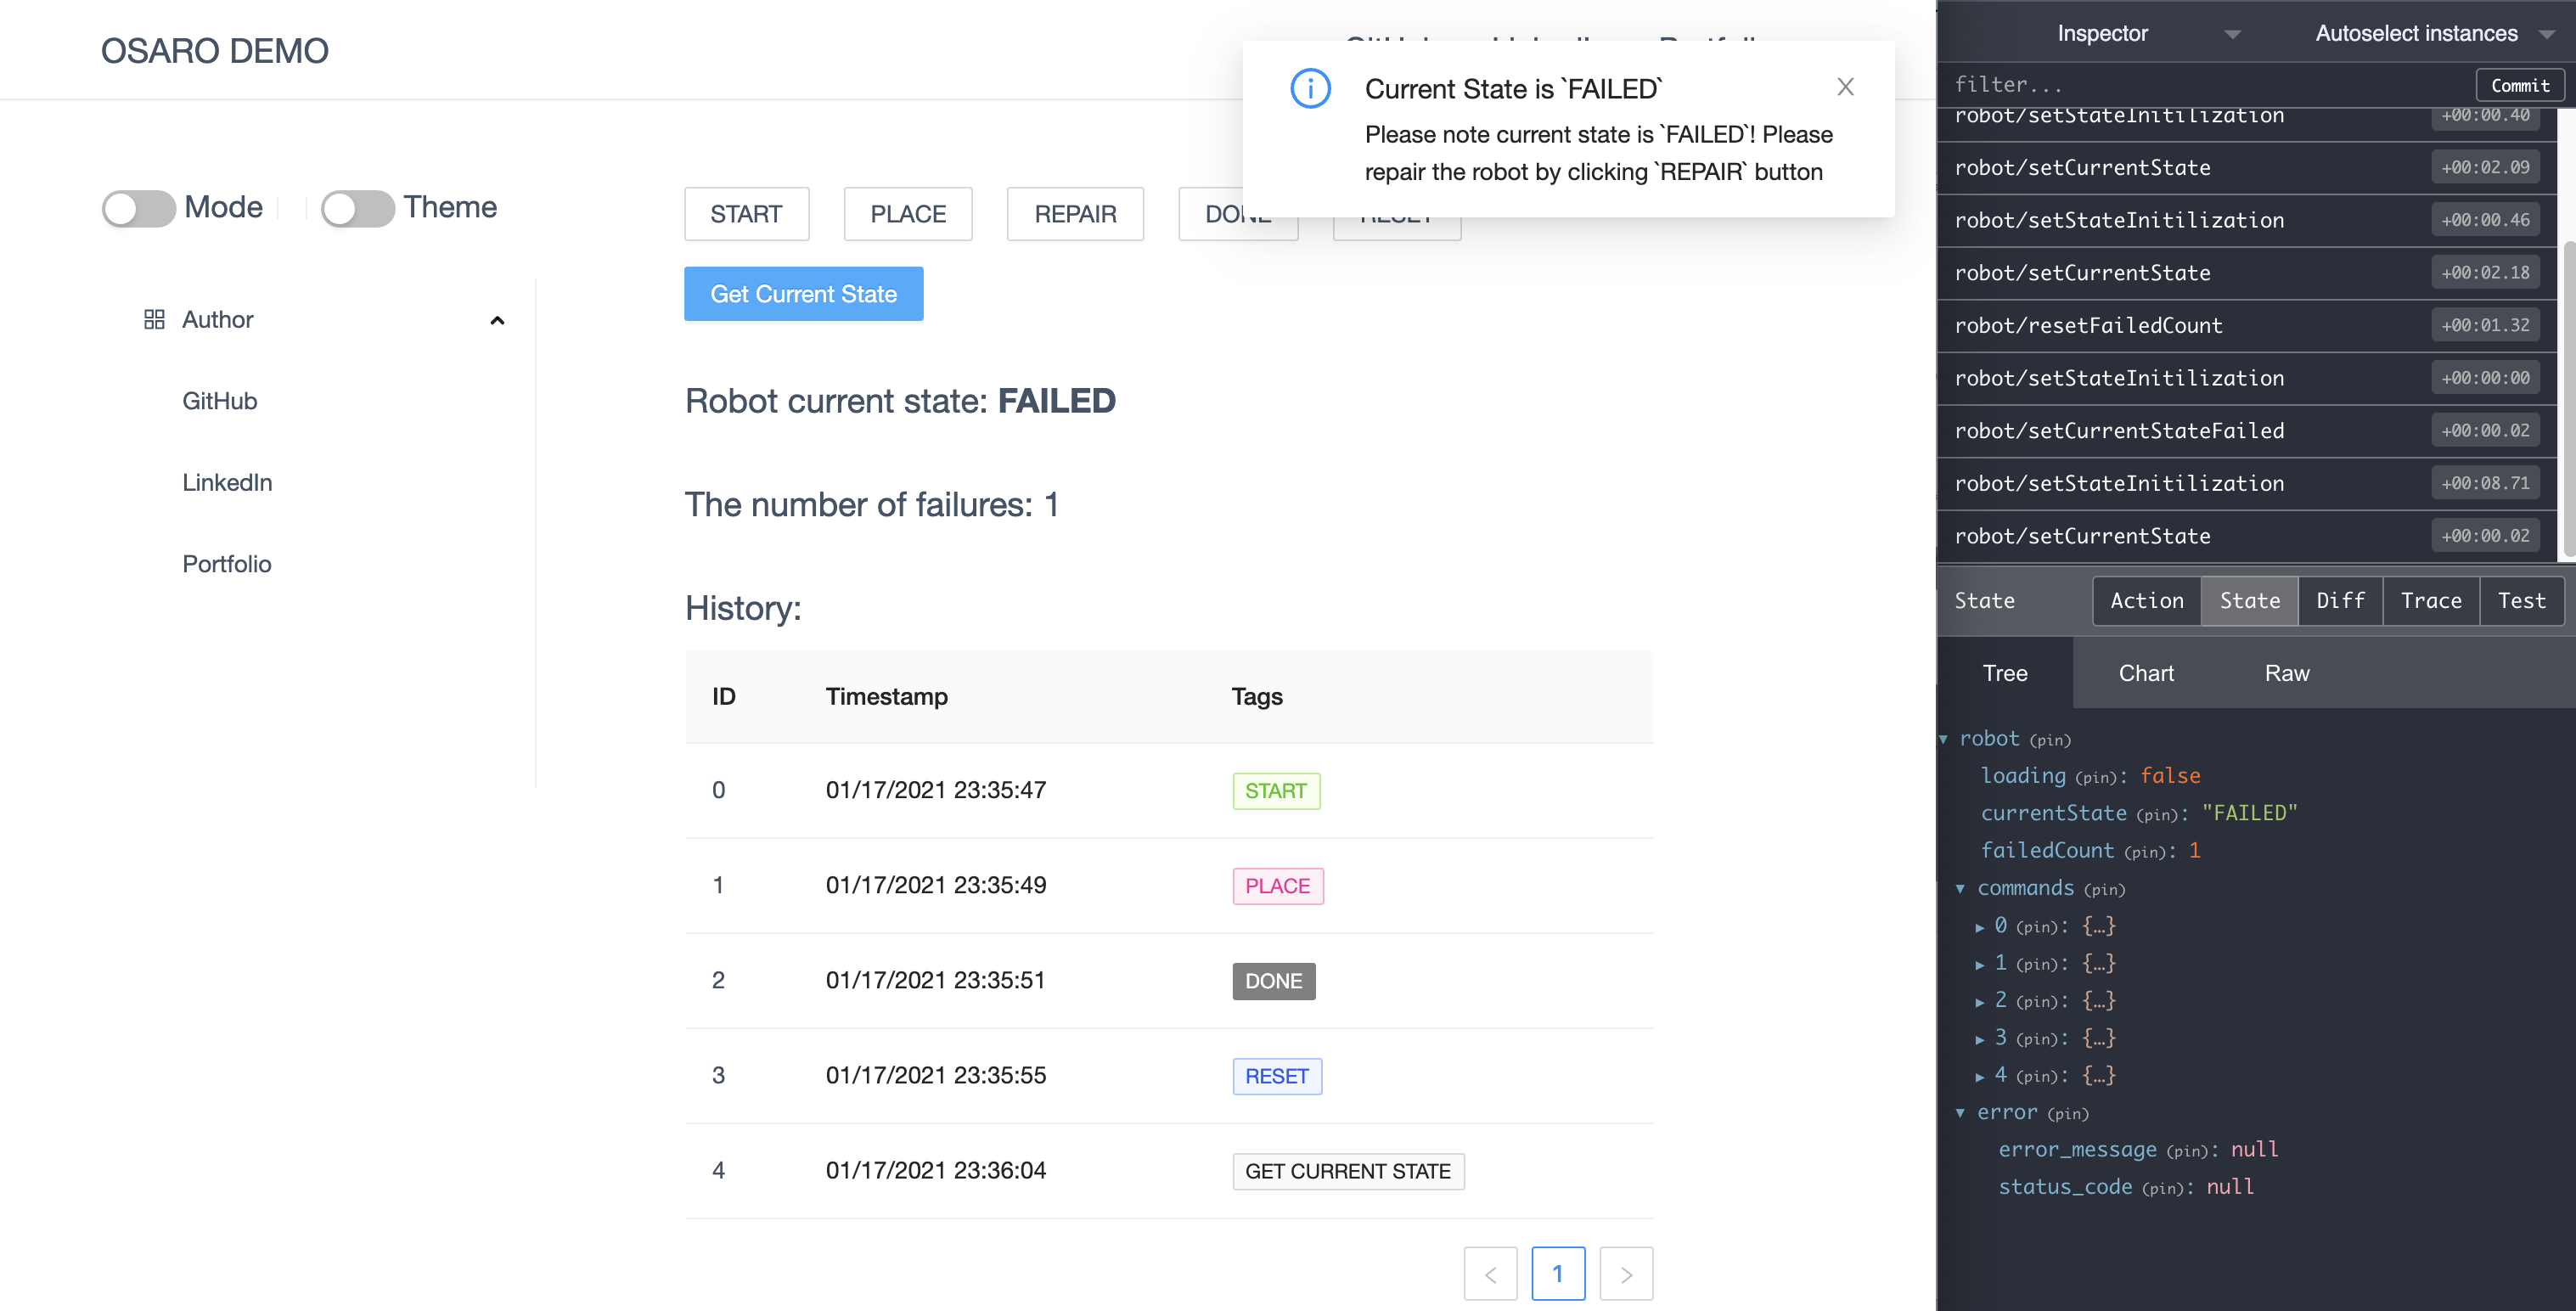 OSARO DEMO
Current State is `FAILED`
Please note current state is `FAILED`! Please
repair the robot by clicking `REPAIR` button
Mode
Theme
START
PLACE
REPAIR
DONE
RESET
Get Current State
Author
GitHub
LinkedIn
Portfolio
Robot current state: FAILED
The number of failures: 1
History:
ID Timestamp Tags
0 01/17/2021 23:35:47 START
1 01/17/2021 23:35:49 PLACE
2 01/17/2021 23:35:51 DONE
3 01/17/2021 23:35:55 RESET
4 01/17/2021 23:36:04 GET CURRENT STATE
< 1 >
Inspector
Autoselect instances
filter...
Commit
robot/setStateInitilization +00:00.40
robot/setCurrentState +00:02.09
robot/setStateInitilization +00:00.46
robot/setCurrentState +00:02.18
robot/resetFailedCount +00:01.32
robot/setStateInitilization +00:00:00
robot/setCurrentStateFailed +00:00.02
robot/setStateInitilization +00:08.71
robot/setCurrentState +00:00.02
State
Action
State
Diff
Trace
Test
Tree
Chart
Raw
robot (pin)
loading (pin): false
currentState (pin): "FAILED"
failedCount (pin): 1
commands (pin)
0 (pin): {…}
1 (pin): {…}
2 (pin): {…}
3 (pin): {…}
4 (pin): {…}
error (pin)
error_message (pin): null
status_code (pin): null